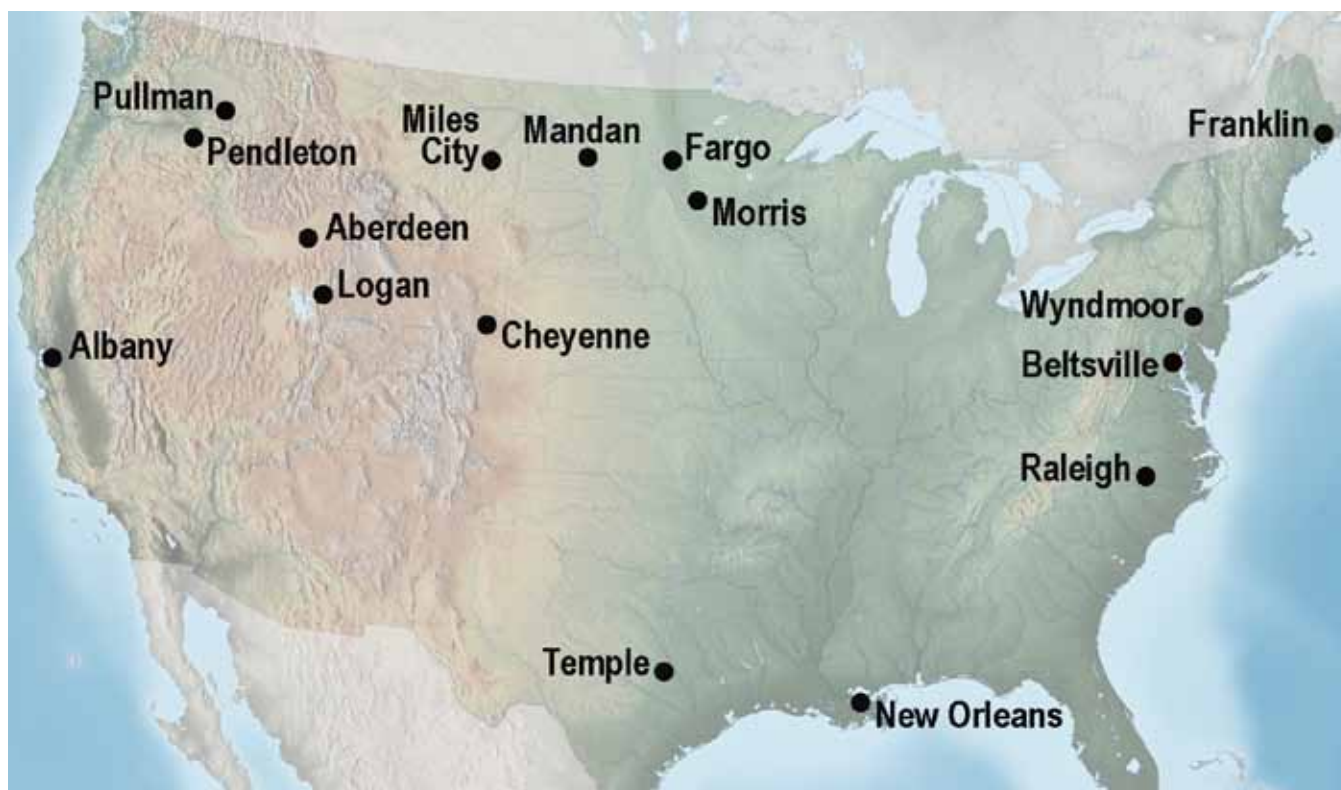 Pullman
Pendleton
Miles
City
Mandan
Fargo
Franklin
Morris
Aberdeen
Logan
Cheyenne
Albany
Wyndmoor
Beltsville
Raleigh
Temple
New Orleans